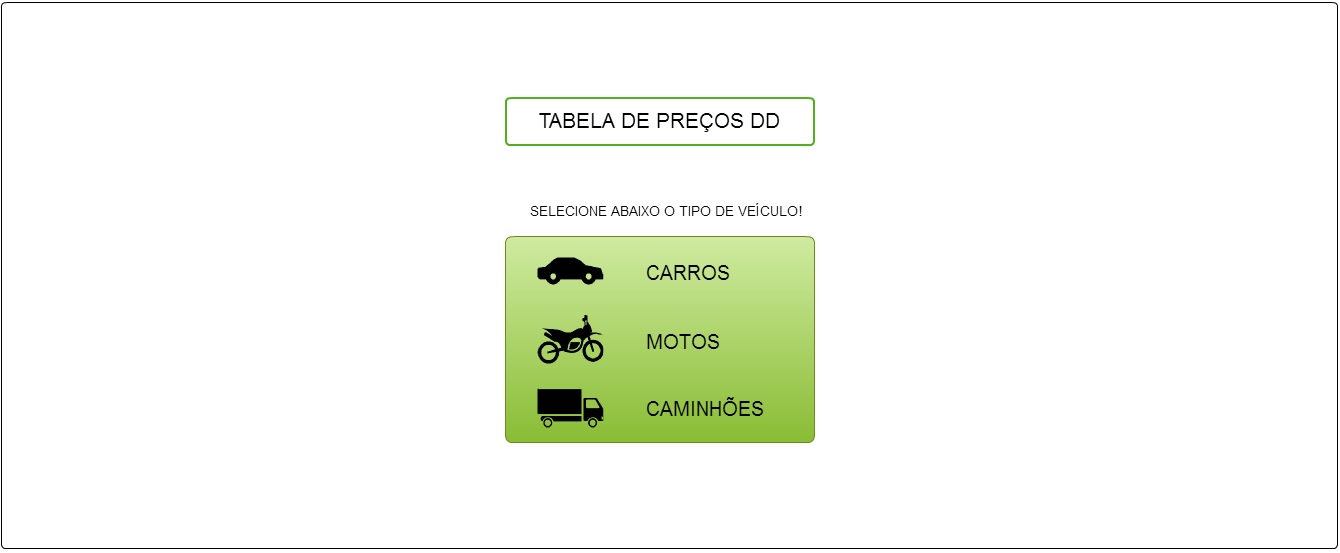 TABELA DE PREÇOS DD
SELECIONE ABAIXO O TIPO DE VEÍCULO!
CARROS
MOTOS
CAMINHÕES